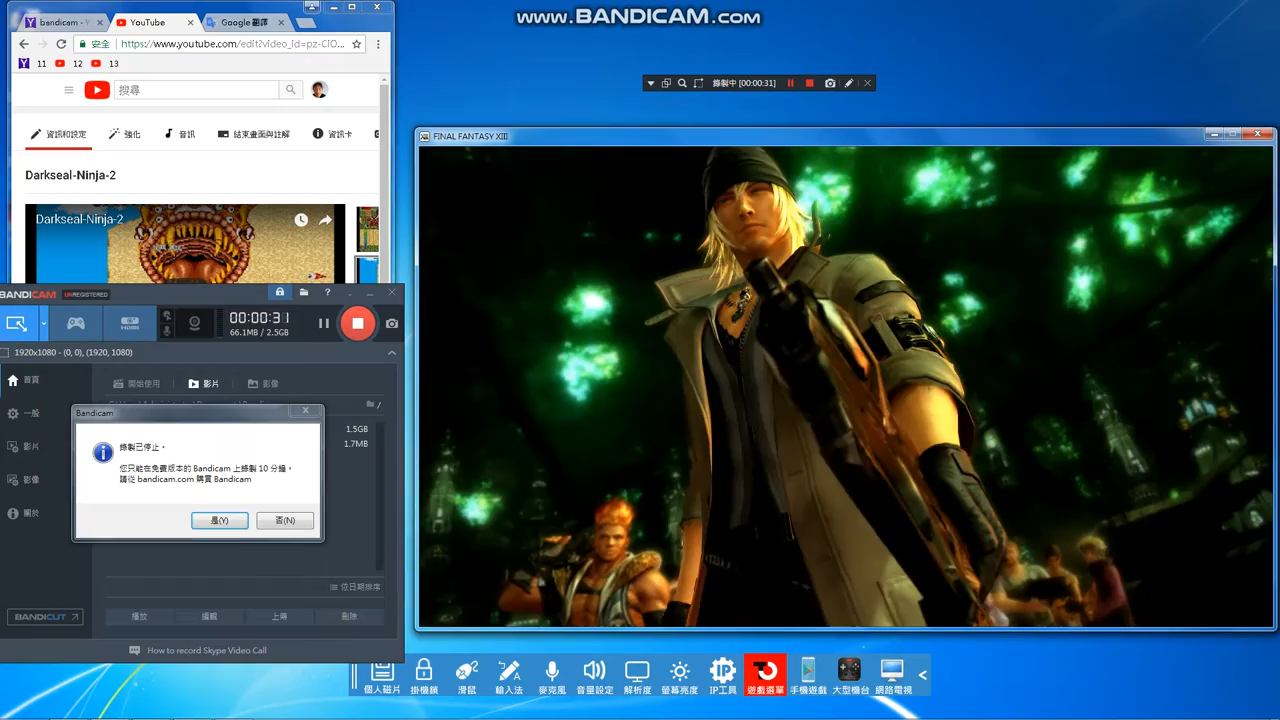 www.BANDICAM.com
bandicam - Y
YouTube
Google 翻譯
安全
https://www.youtube.com/edit?video_id=pz-CiO...
11
12
13
搜尋
資訊和設定
強化
音訊
結束畫面與註解
資訊卡
Darkseal-Ninja-2
Darkseal-Ninja-2
錄製中 [00:00:31]
FINAL FANTASY XIII
BANDICAM
UNREGISTERED
HDMI
00:00:31
66.1MB / 2.5GB
1920x1080 - (0, 0), (1920, 1080)
首頁
一般
影片
影像
關於
開始使用
影片
影像
1.5GB
1.7MB
Bandicam
錄製已停止。
您只能在免費版本的 Bandicam 上錄製 10 分鐘。
請從 bandicam.com 購買 Bandicam
是(Y)
否(N)
依日期排序
播放
編輯
上傳
刪除
BANDICUT
How to record Skype Video Call
個人磁片
掛機鎖
滑鼠
輸入法
麥克風
音量設定
解析度
螢幕亮度
IP
IP工具
遊戲選單
手機遊戲
大型機台
網路電視